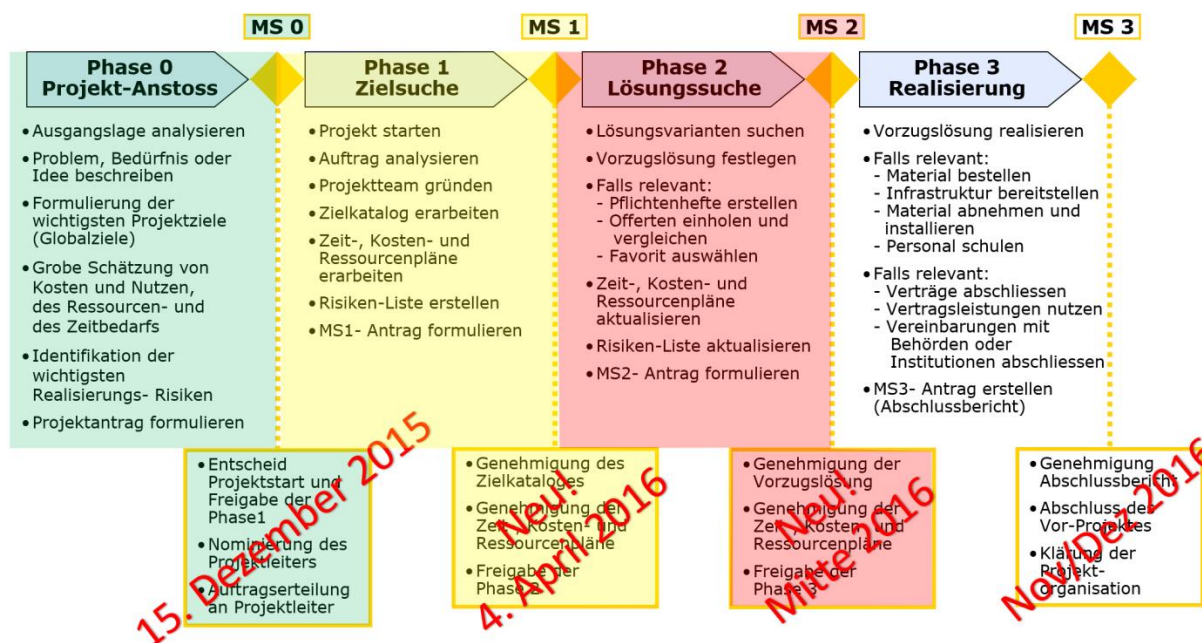 MS 0
MS 1
MS 2
MS 3
Phase 0
Projekt-Anstoss
Phase 1
Zielsuche
Phase 2
Lösungssuche
Phase 3
Realisierung
• Ausgangslage analysieren
• Problem, Bedürfnis oder
Idee beschreiben
• Formulierung der
wichtigsten Projektziele
(Globalziele)
• Grobe Schätzung von
Kosten und Nutzen,
des Ressourcen- und
des Zeitbedarfs
• Identifikation der
wichtigsten
Realisierungs- Risiken
• Projektantrag formulieren
• Projekt starten
• Auftrag analysieren
• Projektteam gründen
• Zielkatalog erarbeiten
• Zeit-, Kosten- und
Ressourcenpläne
erarbeiten
• Risiken-Liste erstellen
• MS1- Antrag formulieren
• Lösungsvarianten suchen
• Vorzugslösung festlegen
• Falls relevant:
- Pflichtenhefte erstellen
- Offerten einholen und
vergleichen
- Favorit auswählen
• Zeit-, Kosten- und
Ressourcenpläne
aktualisieren
• Risiken-Liste aktualisieren
• MS2- Antrag formulieren
• Vorzugslösung realisieren
• Falls relevant:
- Material bestellen
- Infrastruktur bereitstellen
- Material abnehmen und
installieren
- Personal schulen
• Falls relevant:
- Verträge abschliessen
- Vertragsleistungen nutzen
- Vereinbarungen mit
Behörden oder
Institutionen abschliessen
• MS3- Antrag erstellen
(Abschlussbericht)
• Entscheid
Projektstart und
Freigabe der
Phase1
• Nominierung des
Projektleiters
• Auftragserteilung
an Projektleiter
15. Dezember 2015
• Genehmigung des
Zielkataloges
• Genehmigung der
Zeit-, Kosten- und
Ressourcenpläne
• Freigabe der
Phase 2
Neu!
4. April 2016
• Genehmigung der
Vorzugslösung
• Genehmigung der
Zeit-, Kosten- und
Ressourcenpläne
• Freigabe der
Phase 3
Neu!
Mitte 2016
• Genehmigung
Abschlussbericht
• Abschluss des
Vor-Projektes
• Klärung der
Projekt-
organisation
Nov/Dez 2016